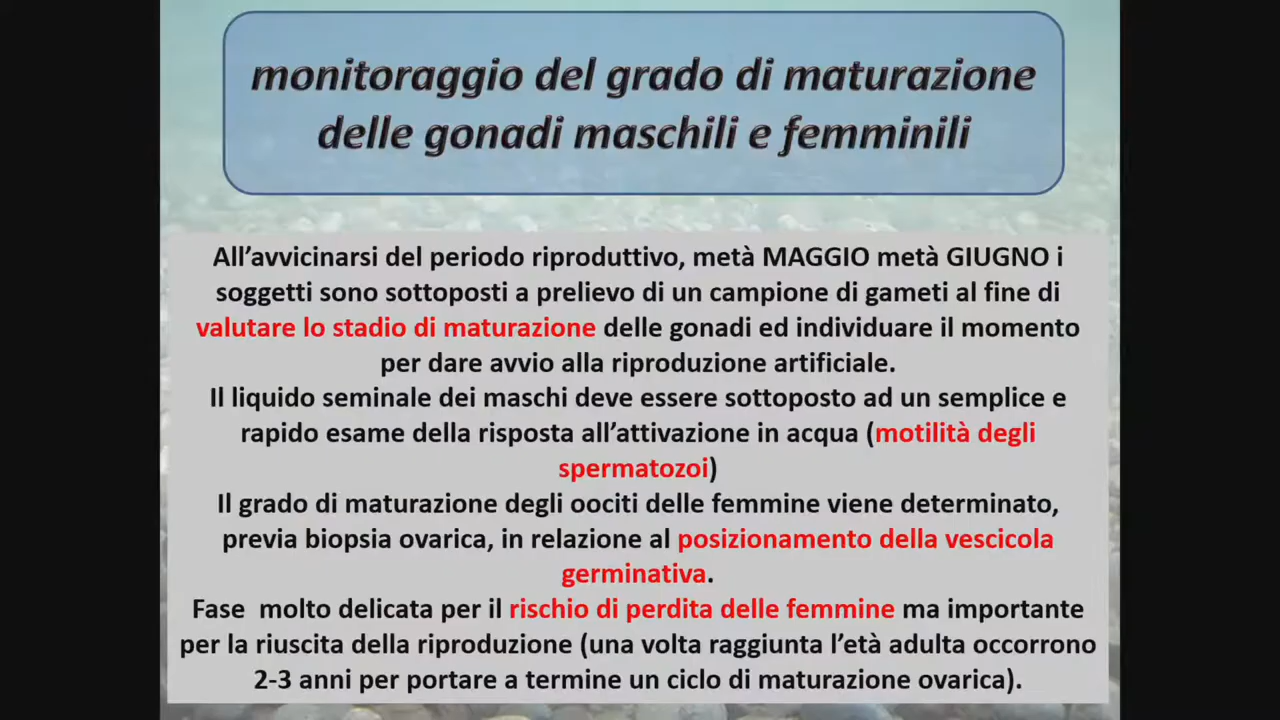 monitoraggio del grado di maturazione
delle gonadi maschili e femminili
All'avvicinarsi del periodo riproduttivo, metà MAGGIO metà GIUGNO i
soggetti sono sottoposti a prelievo di un campione di gameti al fine di
valutare lo stadio di maturazione delle gonadi ed individuare il momento
per dare avvio alla riproduzione artificiale.
Il liquido seminale dei maschi deve essere sottoposto ad un semplice e
rapido esame della risposta all'attivazione in acqua (motilità degli
spermatozoi)
Il grado di maturazione degli oociti delle femmine viene determinato,
previa biopsia ovarica, in relazione al posizionamento della vescicola
germinativa.
Fase  molto delicata per il rischio di perdita delle femmine ma importante
per la riuscita della riproduzione (una volta raggiunta l'età adulta occorrono
2-3 anni per portare a termine un ciclo di maturazione ovarica).